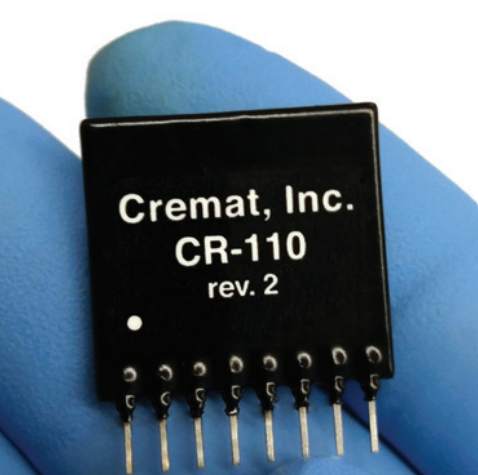 Cremat, Inc.
CR-110
rev. 2